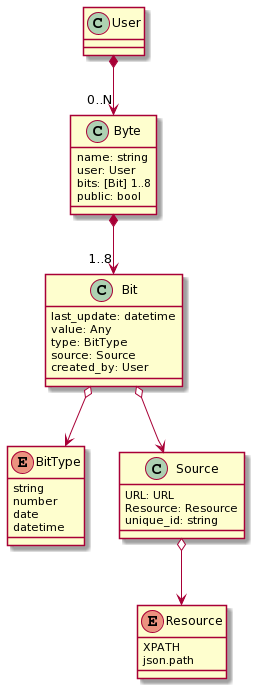 C User
0..N
C Byte
name: string
user: User
bits: [Bit] 1..8
public: bool
1..8
C Bit
last_update: datetime
value: Any
type: BitType
source: Source
created_by: User
E BitType
string
number
date
datetime
C Source
URL: URL
Resource: Resource
unique_id: string
E Resource
XPATH
json.path